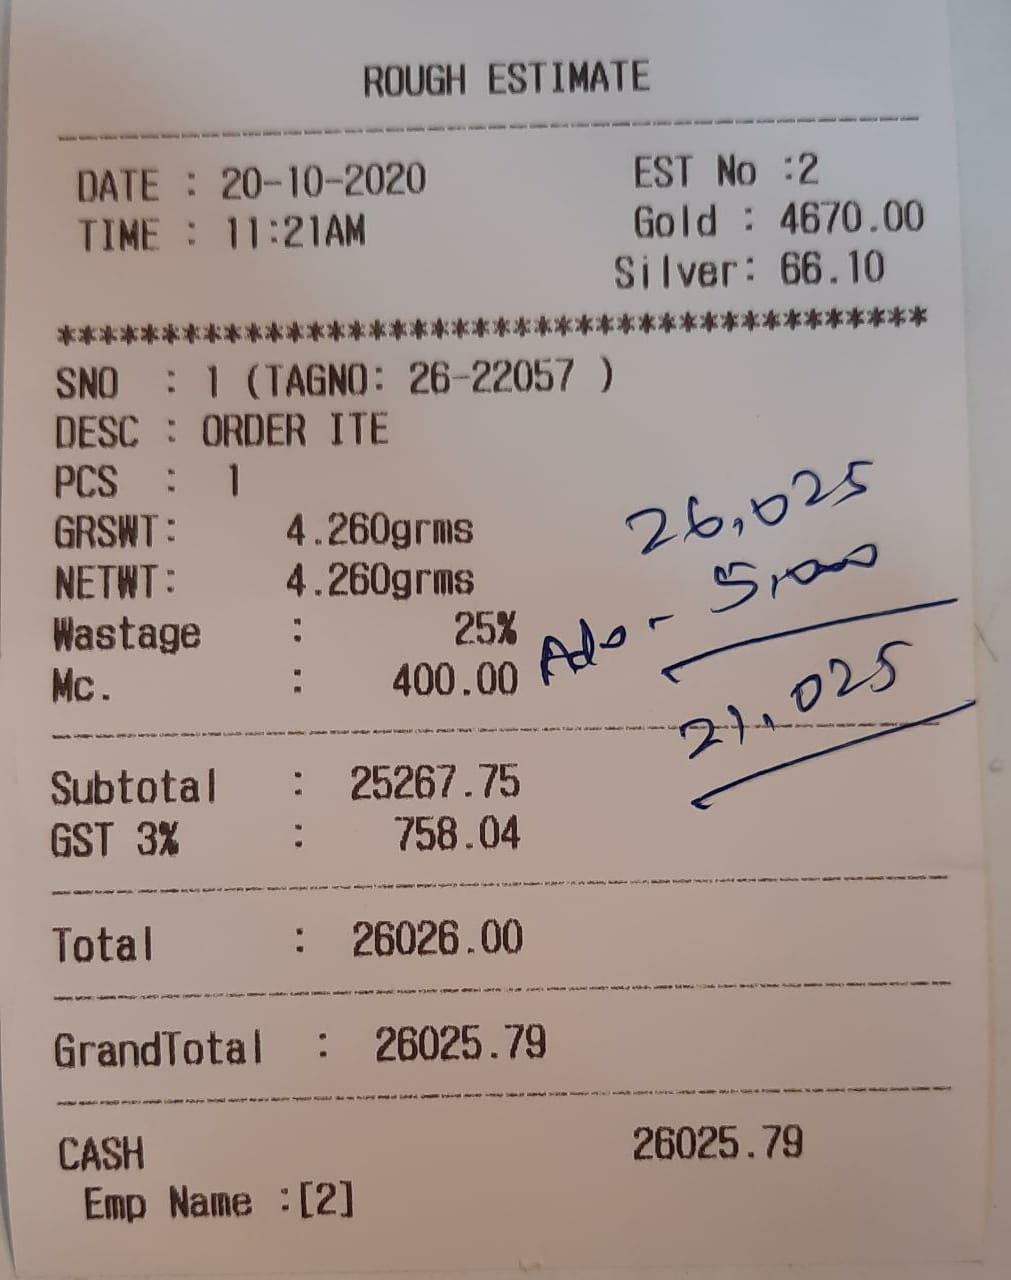 ROUGH ESTIMATE
DATE : 20-10-2020 EST No :2
TIME : 11:21AM Gold : 4670.00
Silver: 66.10
******************************************
SNO : 1 (TAGNO: 26-22057 )
DESC : ORDER ITE
PCS : 1
GRSWT: 4.260grms
NETWT: 4.260grms
Wastage : 25%
Mc. : 400.00
26,025
Adv - 5,000
21,025
Subtotal : 25267.75
GST 3% : 758.04
Total : 26026.00
GrandTotal : 26025.79
CASH 26025.79
Emp Name :[2]